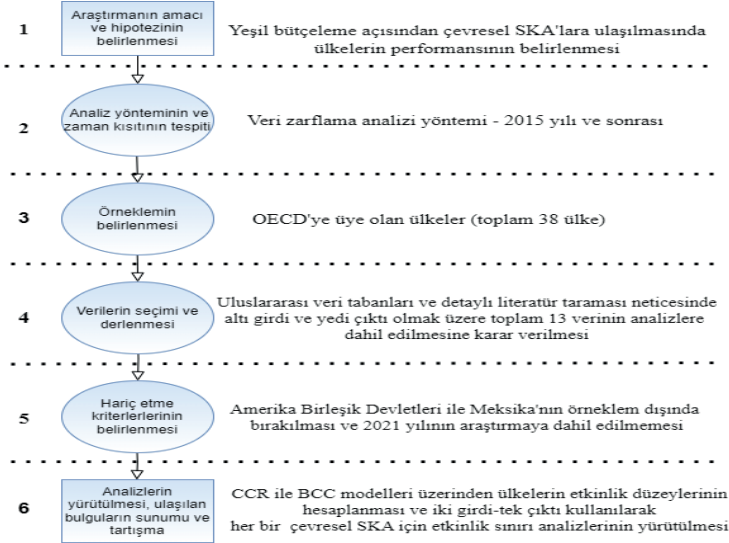 1
Araştırmanın amacı
ve hipotezinin
belirlenmesi
Yeşil bütçeleme açısından çevresel SKA'lara ulaşılmasında
ülkelerin performansının belirlenmesi
2
Analiz yönteminin ve
zaman kısıtının tespiti
Veri zarflama analizi yöntemi - 2015 yılı ve sonrası
3
Örneklemin
belirlenmesi
OECD'ye üye olan ülkeler (toplam 38 ülke)
4
Verilerin seçimi ve
derlenmesi
Uluslararası veri tabanları ve detaylı literatür taraması neticesinde
altı girdi ve yedi çıktı olmak üzere toplam 13 verinin analizlere
dahil edilmesine karar verilmesi
5
Hariç etme
kriterlerlerinin
belirlenmesi
Amerika Birleşik Devletleri ile Meksika'nın örneklem dışında
bırakılması ve 2021 yılının araştırmaya dahil edilmemesi
6
Analizlerin
yürütülmesi, ulaşılan
bulguların sunumu ve
tartışma
CCR ile BCC modelleri üzerinden ülkelerin etkinlik düzeylerinin
hesaplanması ve iki girdi-tek çıktı kullanılarak
her bir çevresel SKA için etkinlik sınırı analizlerinin yürütülmesi